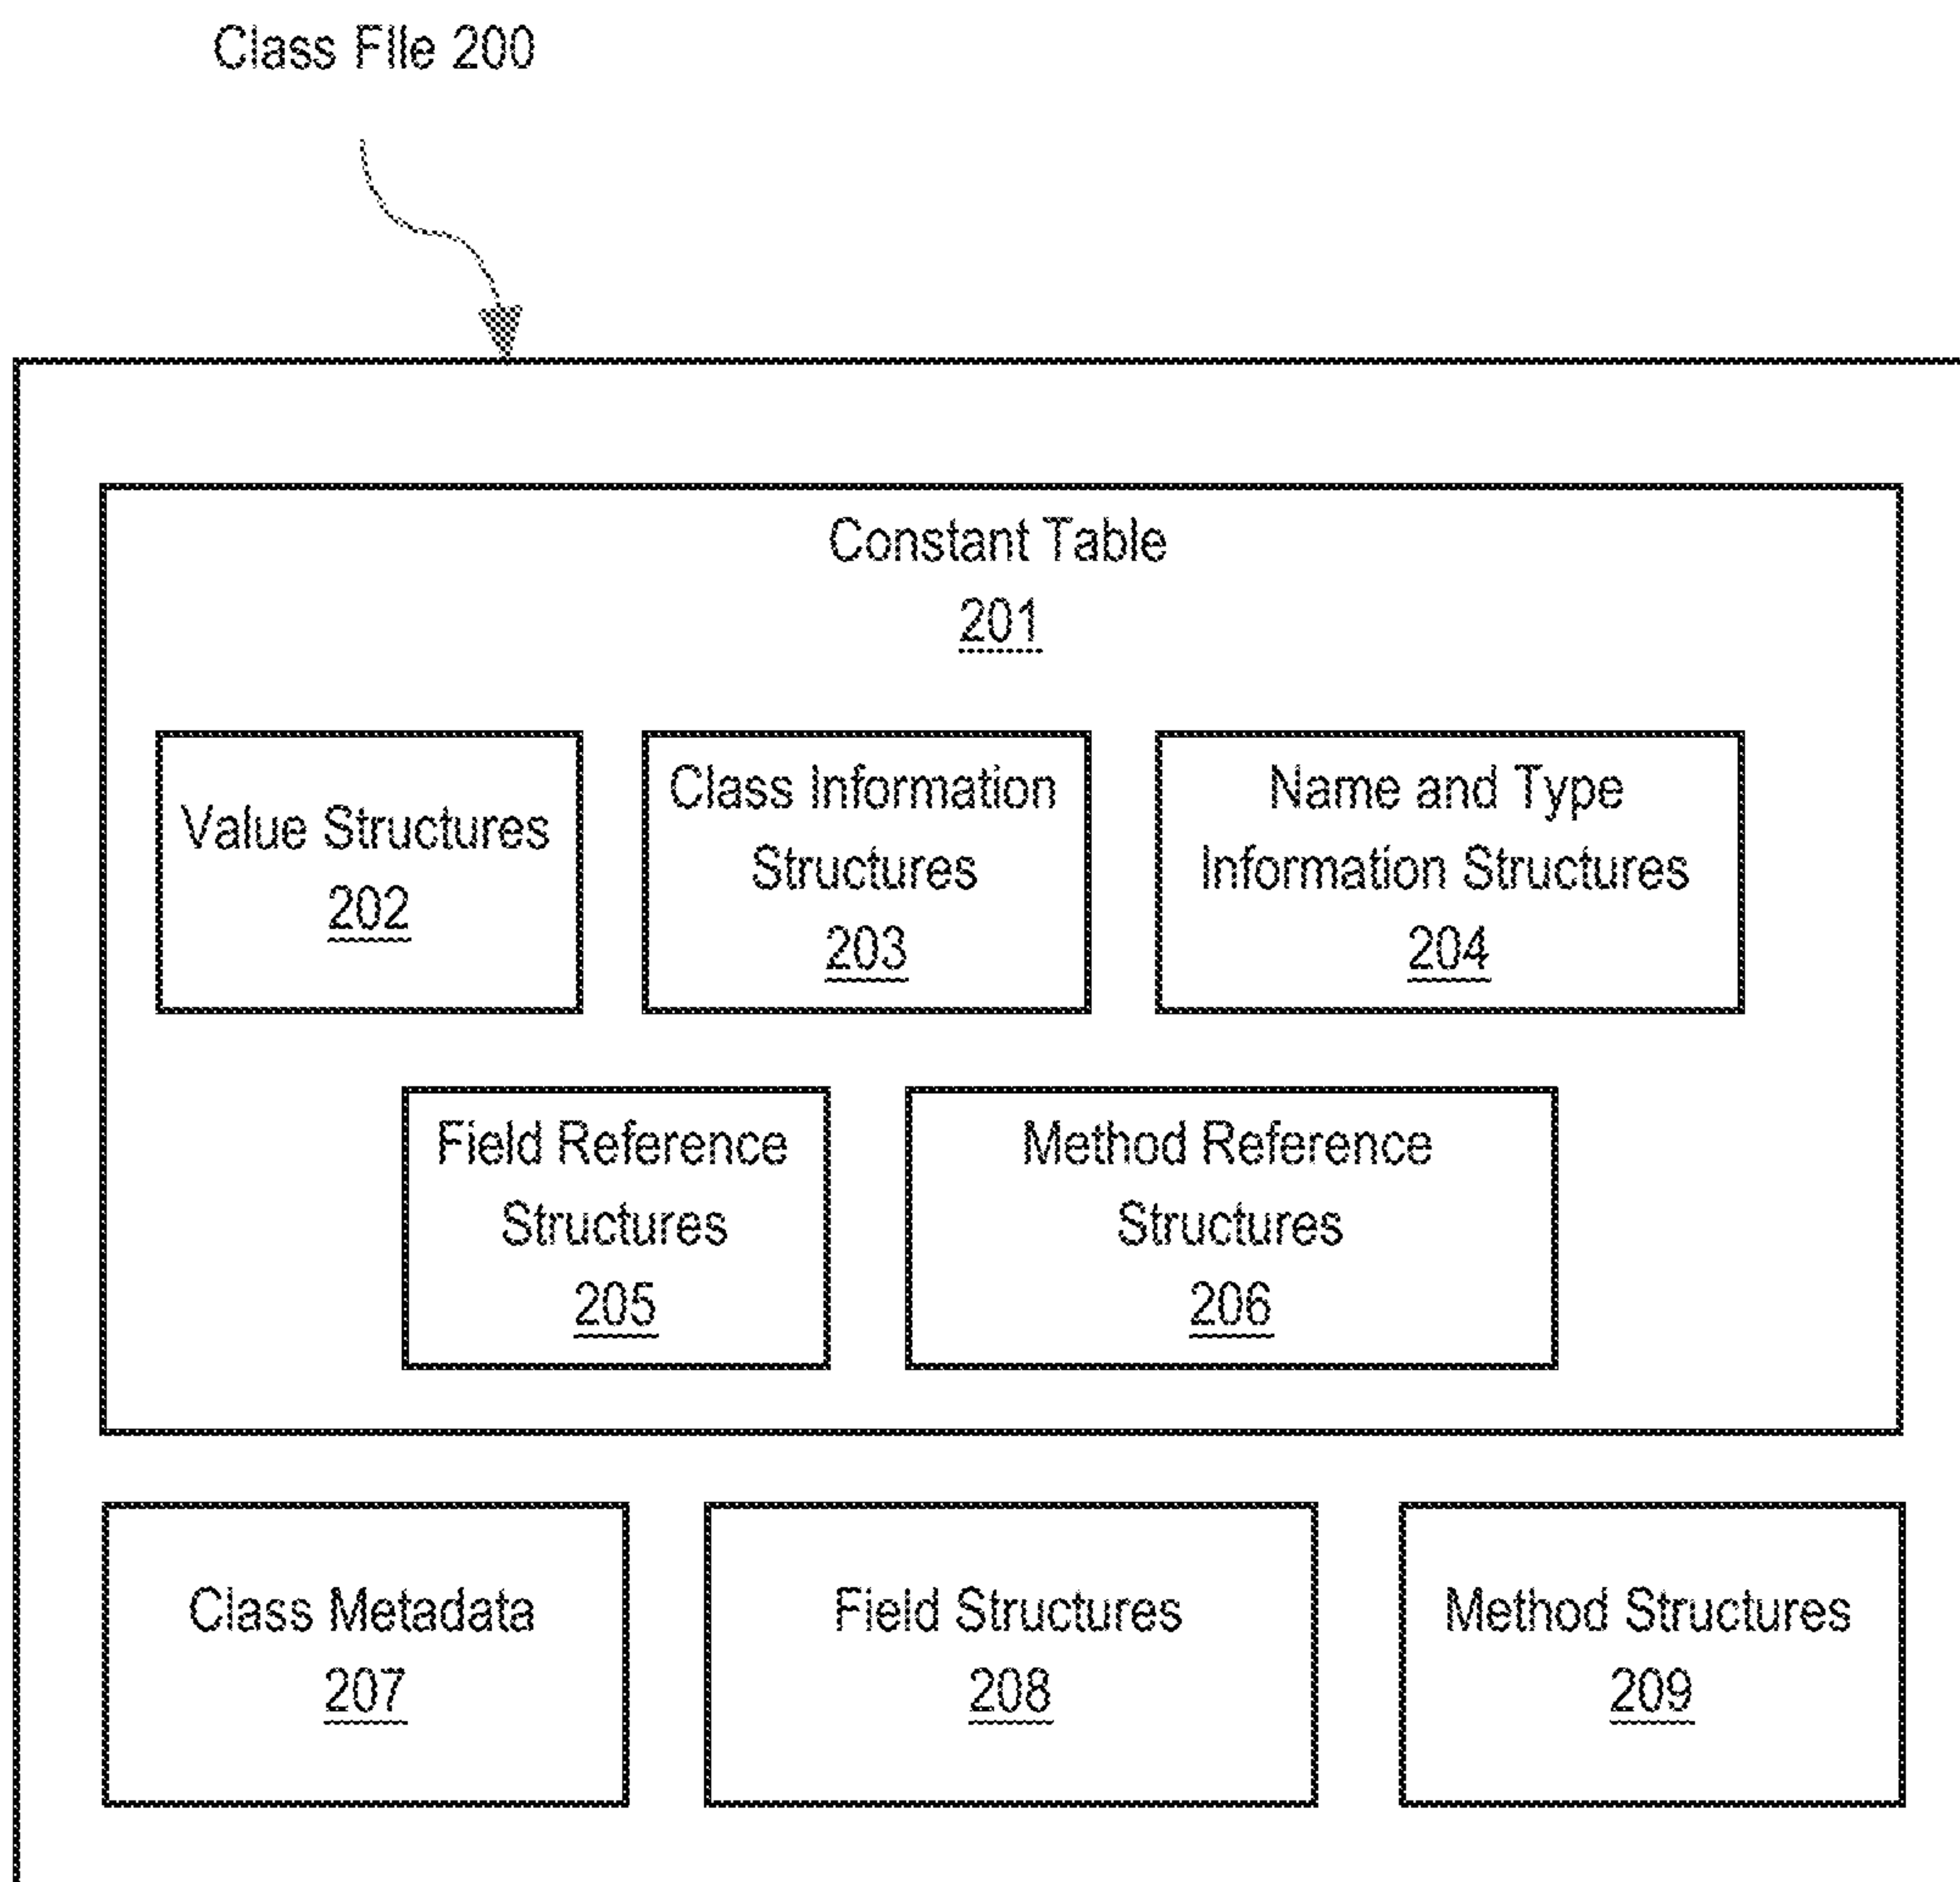 Class File 200
Constant Table
201
Value Structures
202
Class Information
Structures
203
Name and Type
Information Structures
204
Field Reference
Structures
205
Method Reference
Structures
206
Class Metadata
207
Field Structures
208
Method Structures
209